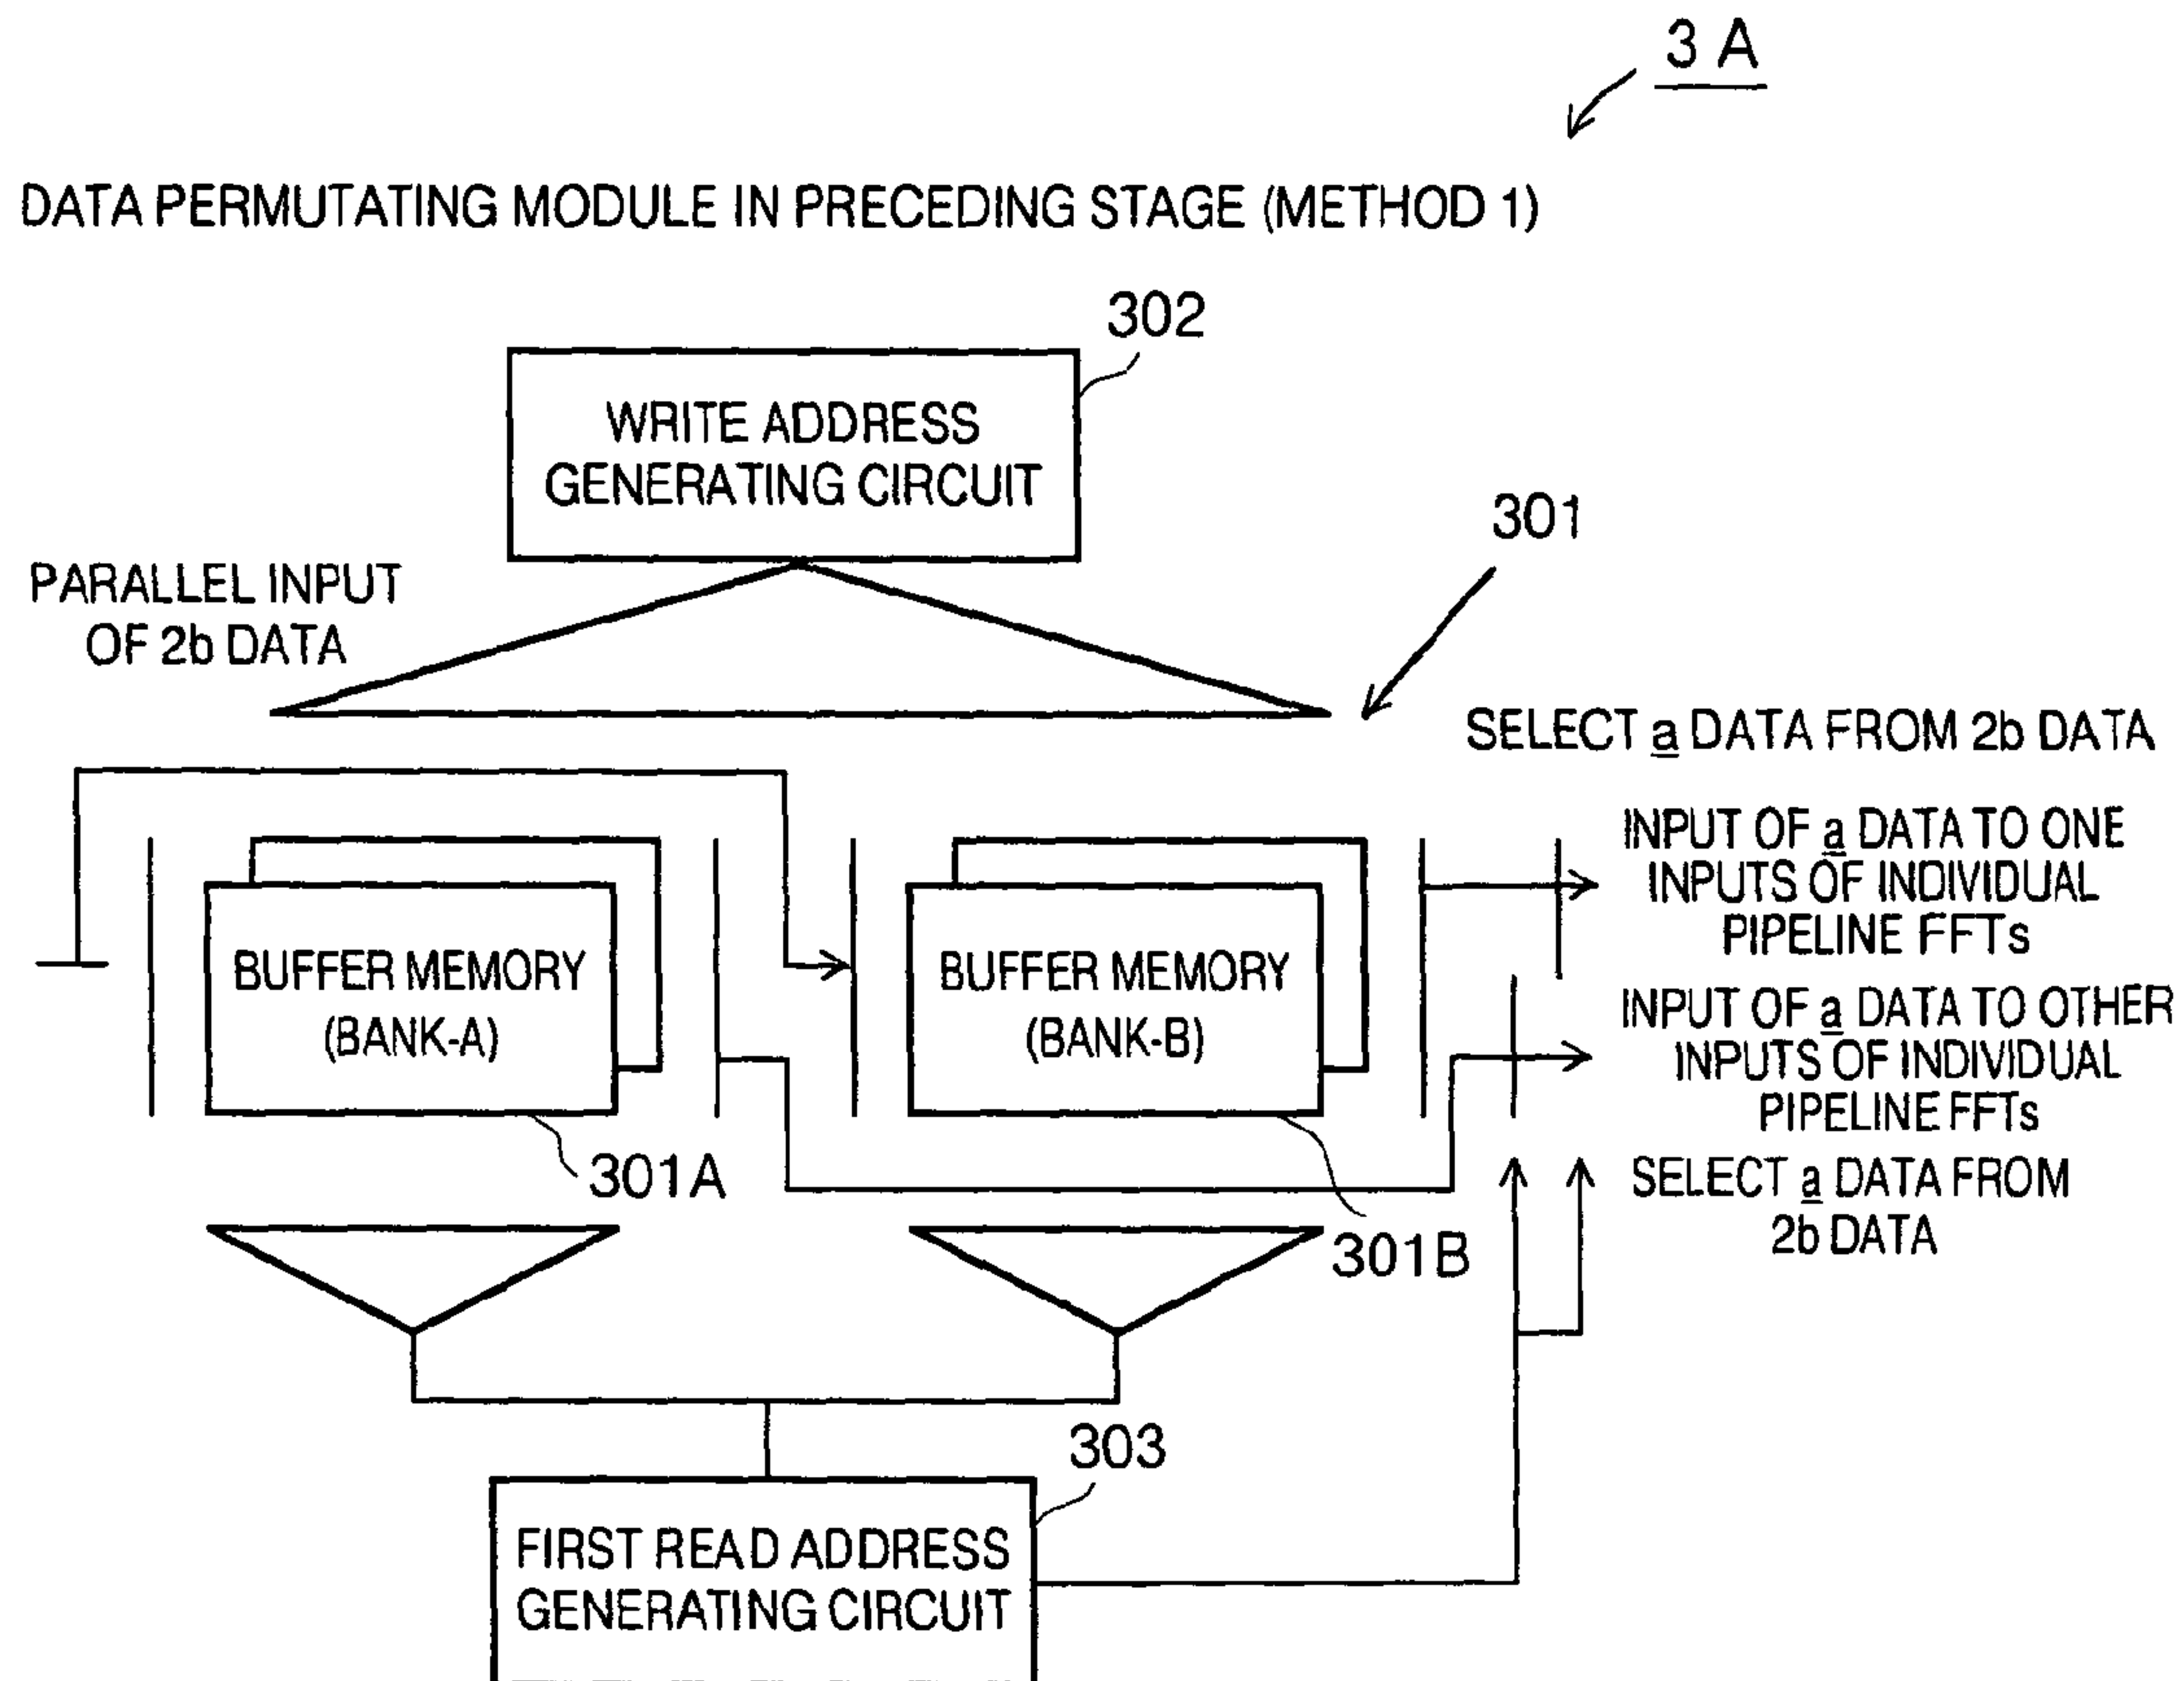 3 A
DATA PERMUTATING MODULE IN PRECEDING STAGE (METHOD 1)
302
WRITE ADDRESS
GENERATING CIRCUIT
301
PARALLEL INPUT
OF 2b DATA
SELECT a DATA FROM 2b DATA
INPUT OF a DATA TO ONE
INPUTS OF INDIVIDUAL
PIPELINE FFTs
BUFFER MEMORY
(BANK-A)
BUFFER MEMORY
(BANK-B)
INPUT OF a DATA TO OTHER
INPUTS OF INDIVIDUAL
PIPELINE FFTs
301A
301B
SELECT a DATA FROM
2b DATA
303
FIRST READ ADDRESS
GENERATING CIRCUIT